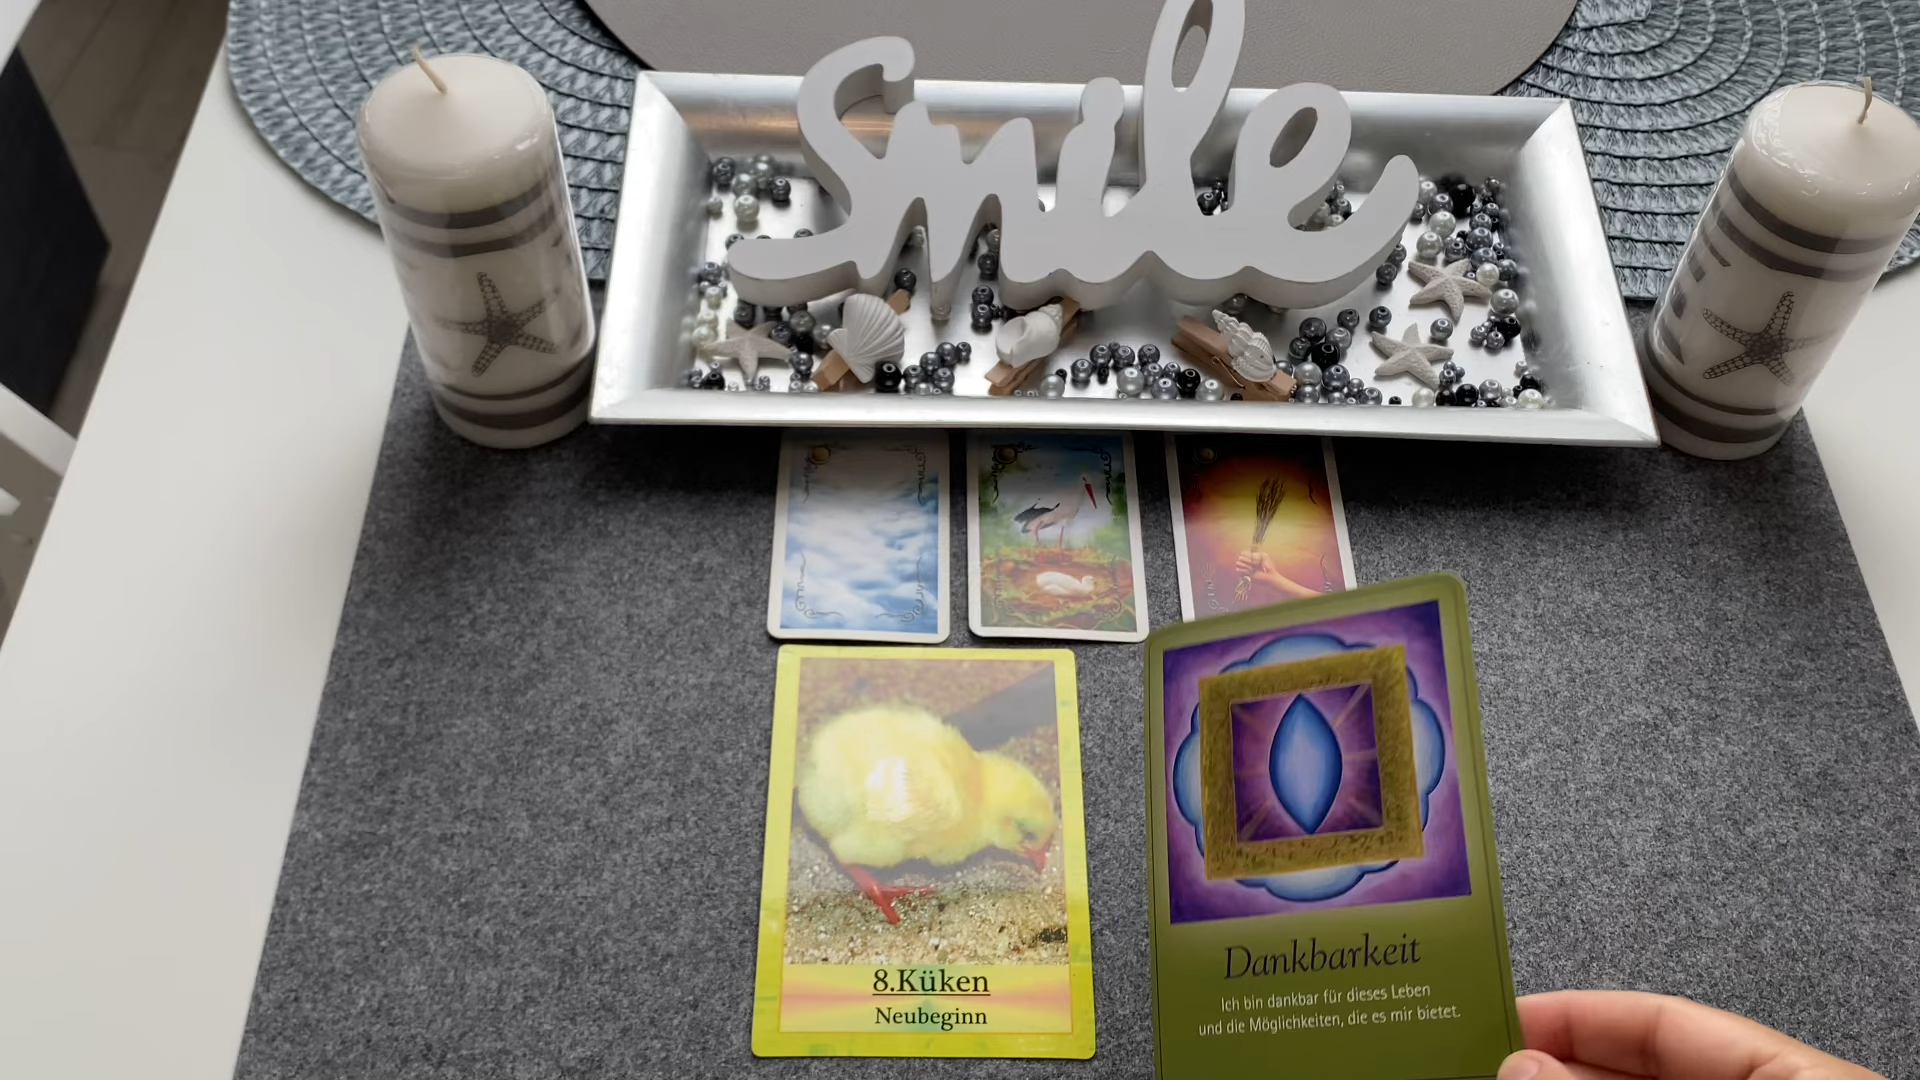 Smile
8.Küken
Neubeginn
Dankbarkeit
Ich bin dankbar für dieses Leben
und die Möglichkeiten, die es mir bietet.